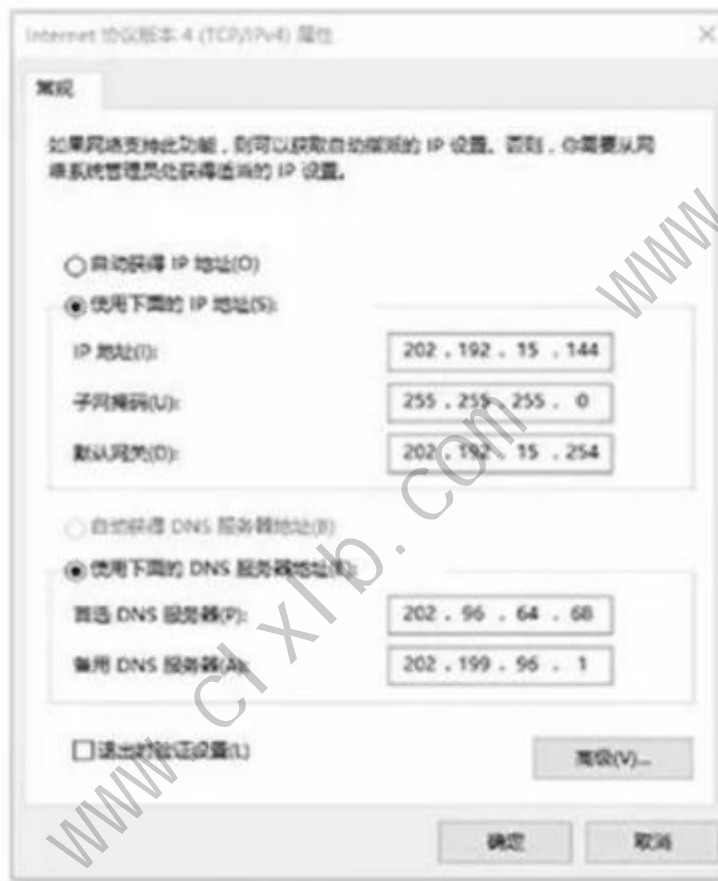 Internet 协议版本 4 (TCP/IPv4) 属性
常规
如果网络支持此功能，则可以获取自动指派的 IP 设置。否则，你需要从网
络系统管理员处获得适当的 IP 设置。
自动获得 IP 地址(O)
使用下面的 IP 地址(S):
IP 地址(I): 202 . 192 . 15 . 144
子网掩码(U): 255 . 255 . 255 . 0
默认网关(D): 202 . 192 . 15 . 254
自动获得 DNS 服务器地址(B)
使用下面的 DNS 服务器地址(E):
首选 DNS 服务器(P): 202 . 96 . 64 . 68
备用 DNS 服务器(A): 202 . 199 . 96 . 1
退出时验证设置(L)
高级(V)...
确定 取消
www.clxlb.com
www